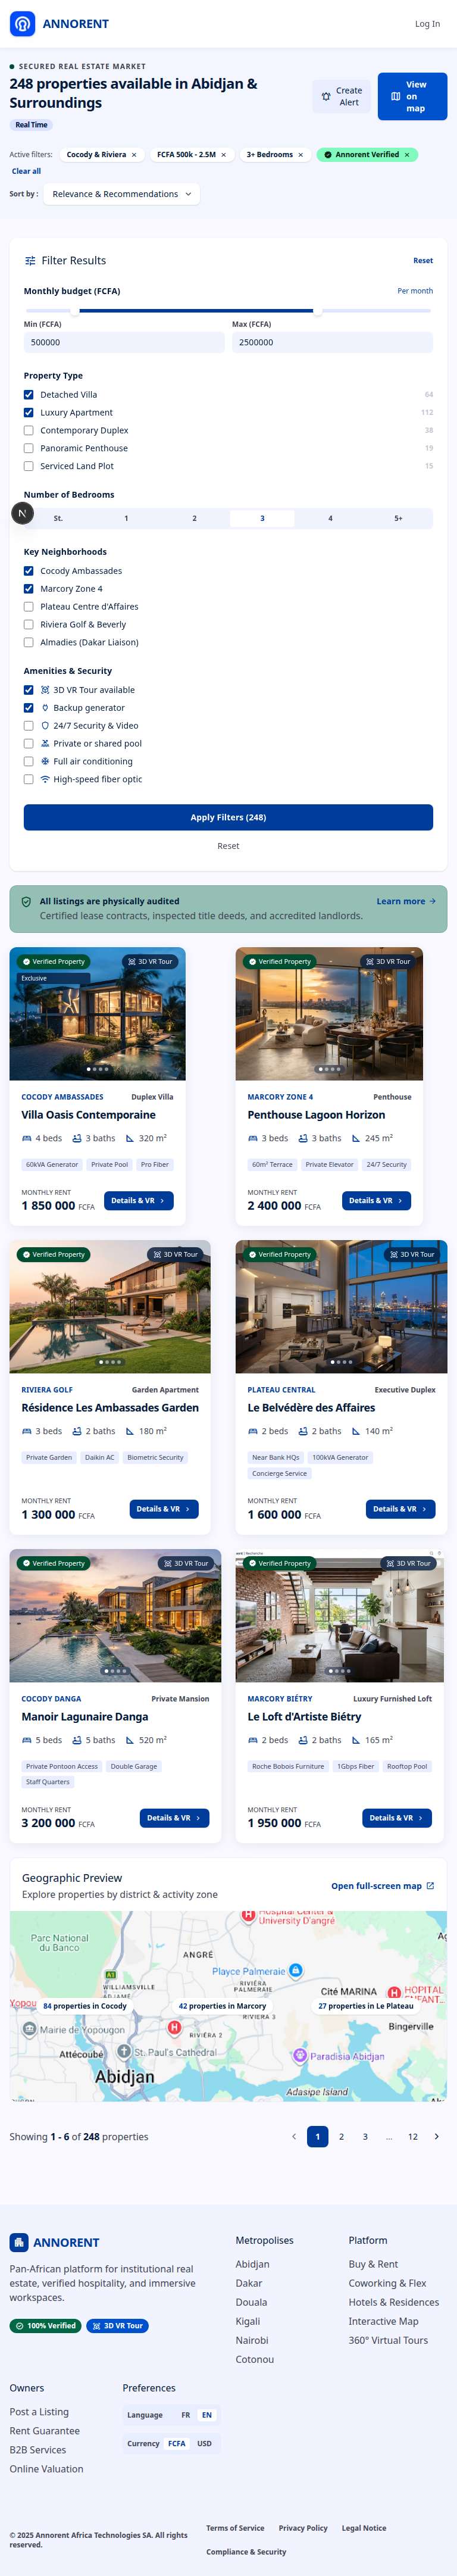 ANNORENT
Log In
SECURED REAL ESTATE MARKET
248 properties available in Abidjan &
Surroundings
Real Time
Create
Alert
View
on
map
Active filters:
Cocody & Riviera
FCFA 500k - 2.5M
3+ Bedrooms
Annorent Verified
Clear all
Sort by :
Relevance & Recommendations
Filter Results
Reset
Monthly budget (FCFA)
Per month
Min (FCFA)
Max (FCFA)
500000
2500000
Property Type
Detached Villa 64
Luxury Apartment 112
Contemporary Duplex 38
Panoramic Penthouse 19
Serviced Land Plot 15
Number of Bedrooms
N
St. 1 2 3 4 5+
Key Neighborhoods
Cocody Ambassades
Marcory Zone 4
Plateau Centre d'Affaires
Riviera Golf & Beverly
Almadies (Dakar Liaison)
Amenities & Security
3D VR Tour available
Backup generator
24/7 Security & Video
Private or shared pool
Full air conditioning
High-speed fiber optic
Apply Filters (248)
Reset
All listings are physically audited
Learn more
Certified lease contracts, inspected title deeds, and accredited landlords.
Verified Property
3D VR Tour
Exclusive
COCODY AMBASSADES
Duplex Villa
Villa Oasis Contemporaine
4 beds 3 baths 320 m²
60kVA Generator Private Pool Pro Fiber
MONTHLY RENT
1 850 000 FCFA
Details & VR
Verified Property
3D VR Tour
MARCORY ZONE 4
Penthouse
Penthouse Lagoon Horizon
3 beds 3 baths 245 m²
60m² Terrace Private Elevator 24/7 Security
MONTHLY RENT
2 400 000 FCFA
Details & VR
Verified Property
3D VR Tour
RIVIERA GOLF
Garden Apartment
Résidence Les Ambassades Garden
3 beds 2 baths 180 m²
Private Garden Daikin AC Biometric Security
MONTHLY RENT
1 300 000 FCFA
Details & VR
Verified Property
3D VR Tour
PLATEAU CENTRAL
Executive Duplex
Le Belvédère des Affaires
2 beds 2 baths 140 m²
Near Bank HQs 100kVA Generator
Concierge Service
MONTHLY RENT
1 600 000 FCFA
Details & VR
Verified Property
3D VR Tour
COCODY DANGA
Private Mansion
Manoir Lagunaire Danga
5 beds 5 baths 520 m²
Private Pontoon Access Double Garage
Staff Quarters
MONTHLY RENT
3 200 000 FCFA
Details & VR
Verified Property
3D VR Tour
MARCORY BIÉTRY
Luxury Furnished Loft
Le Loft d'Artiste Biétry
2 beds 2 baths 165 m²
Roche Bobois Furniture 1Gbps Fiber Rooftop Pool
MONTHLY RENT
1 950 000 FCFA
Details & VR
Geographic Preview
Explore properties by district & activity zone
Open full-screen map
Hospital Center &
University D'angré
Parc National
du Banco
ANGRÉ
Playce Palmeraie
A1
WILLIAMSVILLE
RIVIERA
PALMERAIE
Cité MARINA
HOPITAL
Yopou
ADJAMÉ
84 properties in Cocody
42 properties in Marcory
27 properties in Le Plateau
RIVIERA 3
Mairie de Yopougon
RIVIERA 2
Bingerville
Attécoubé
St. Paul's Cathedral
Paradisia Abidjan
Abidjan
Adasipe Island
Showing 1 - 6 of 248 properties
1 2 3 ... 12
ANNORENT
Pan-African platform for institutional real
estate, verified hospitality, and immersive
workspaces.
100% Verified
3D VR Tour
Metropolises
Abidjan
Dakar
Douala
Kigali
Nairobi
Cotonou
Platform
Buy & Rent
Coworking & Flex
Hotels & Residences
Interactive Map
360° Virtual Tours
Owners
Post a Listing
Rent Guarantee
B2B Services
Online Valuation
Preferences
Language FR EN
Currency FCFA USD
© 2025 Annorent Africa Technologies SA. All rights
reserved.
Terms of Service
Privacy Policy
Legal Notice
Compliance & Security